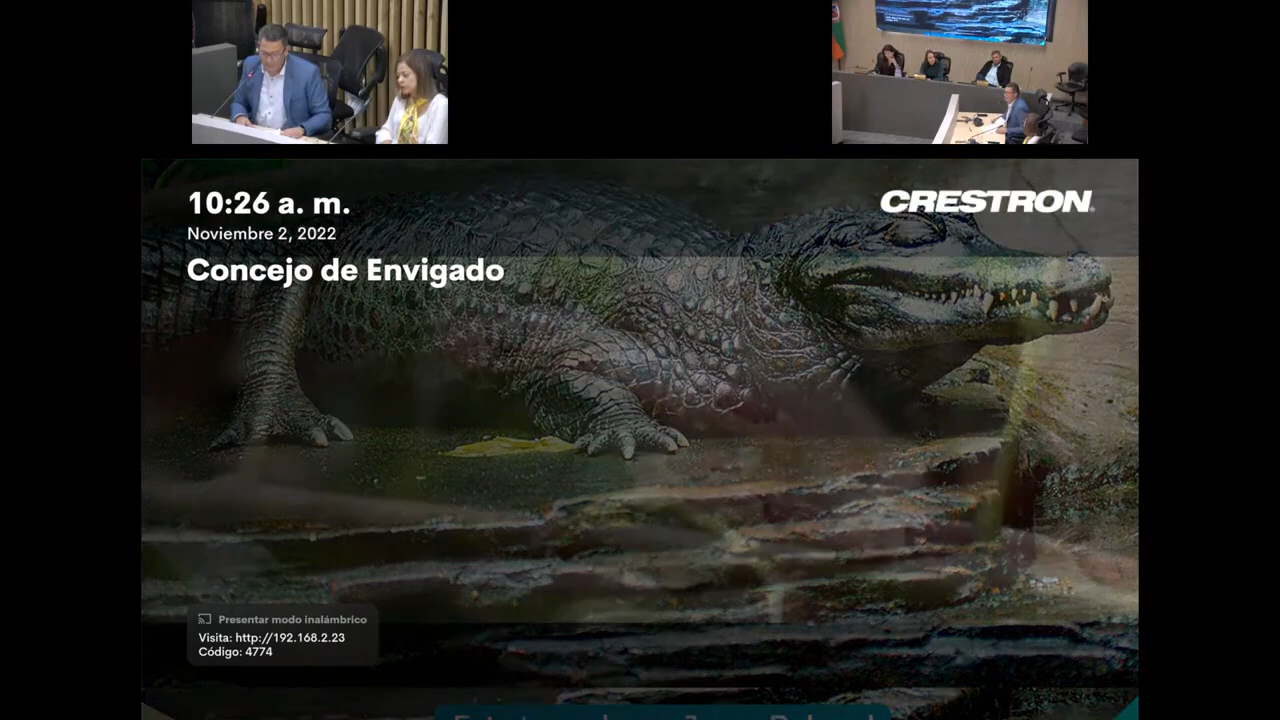 10:26 a. m.
CRESTRON
Noviembre 2, 2022
Concejo de Envigado
Presentar modo inalámbrico
Visita: http://192.168.2.23
Código: 4774